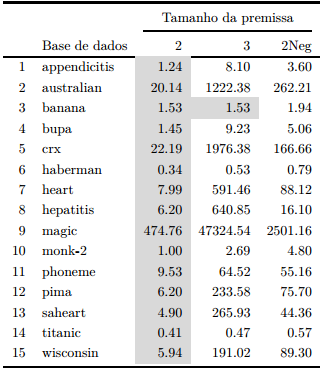 Tamanho da premissa
Base de dados 2 3 2Neg
1 appendicitis 1.24 8.10 3.60
2 australian 20.14 1222.38 262.21
3 banana 1.53 1.53 1.94
4 bupa 1.45 9.23 5.06
5 crx 22.19 1976.38 166.66
6 haberman 0.34 0.53 0.79
7 heart 7.99 591.46 88.12
8 hepatitis 6.20 640.85 16.10
9 magic 474.76 47324.54 2501.16
10 monk-2 1.00 2.69 4.80
11 phoneme 9.53 64.52 55.16
12 pima 6.20 233.58 75.70
13 saheart 4.90 265.93 44.36
14 titanic 0.41 0.47 0.57
15 wisconsin 5.94 191.02 89.30